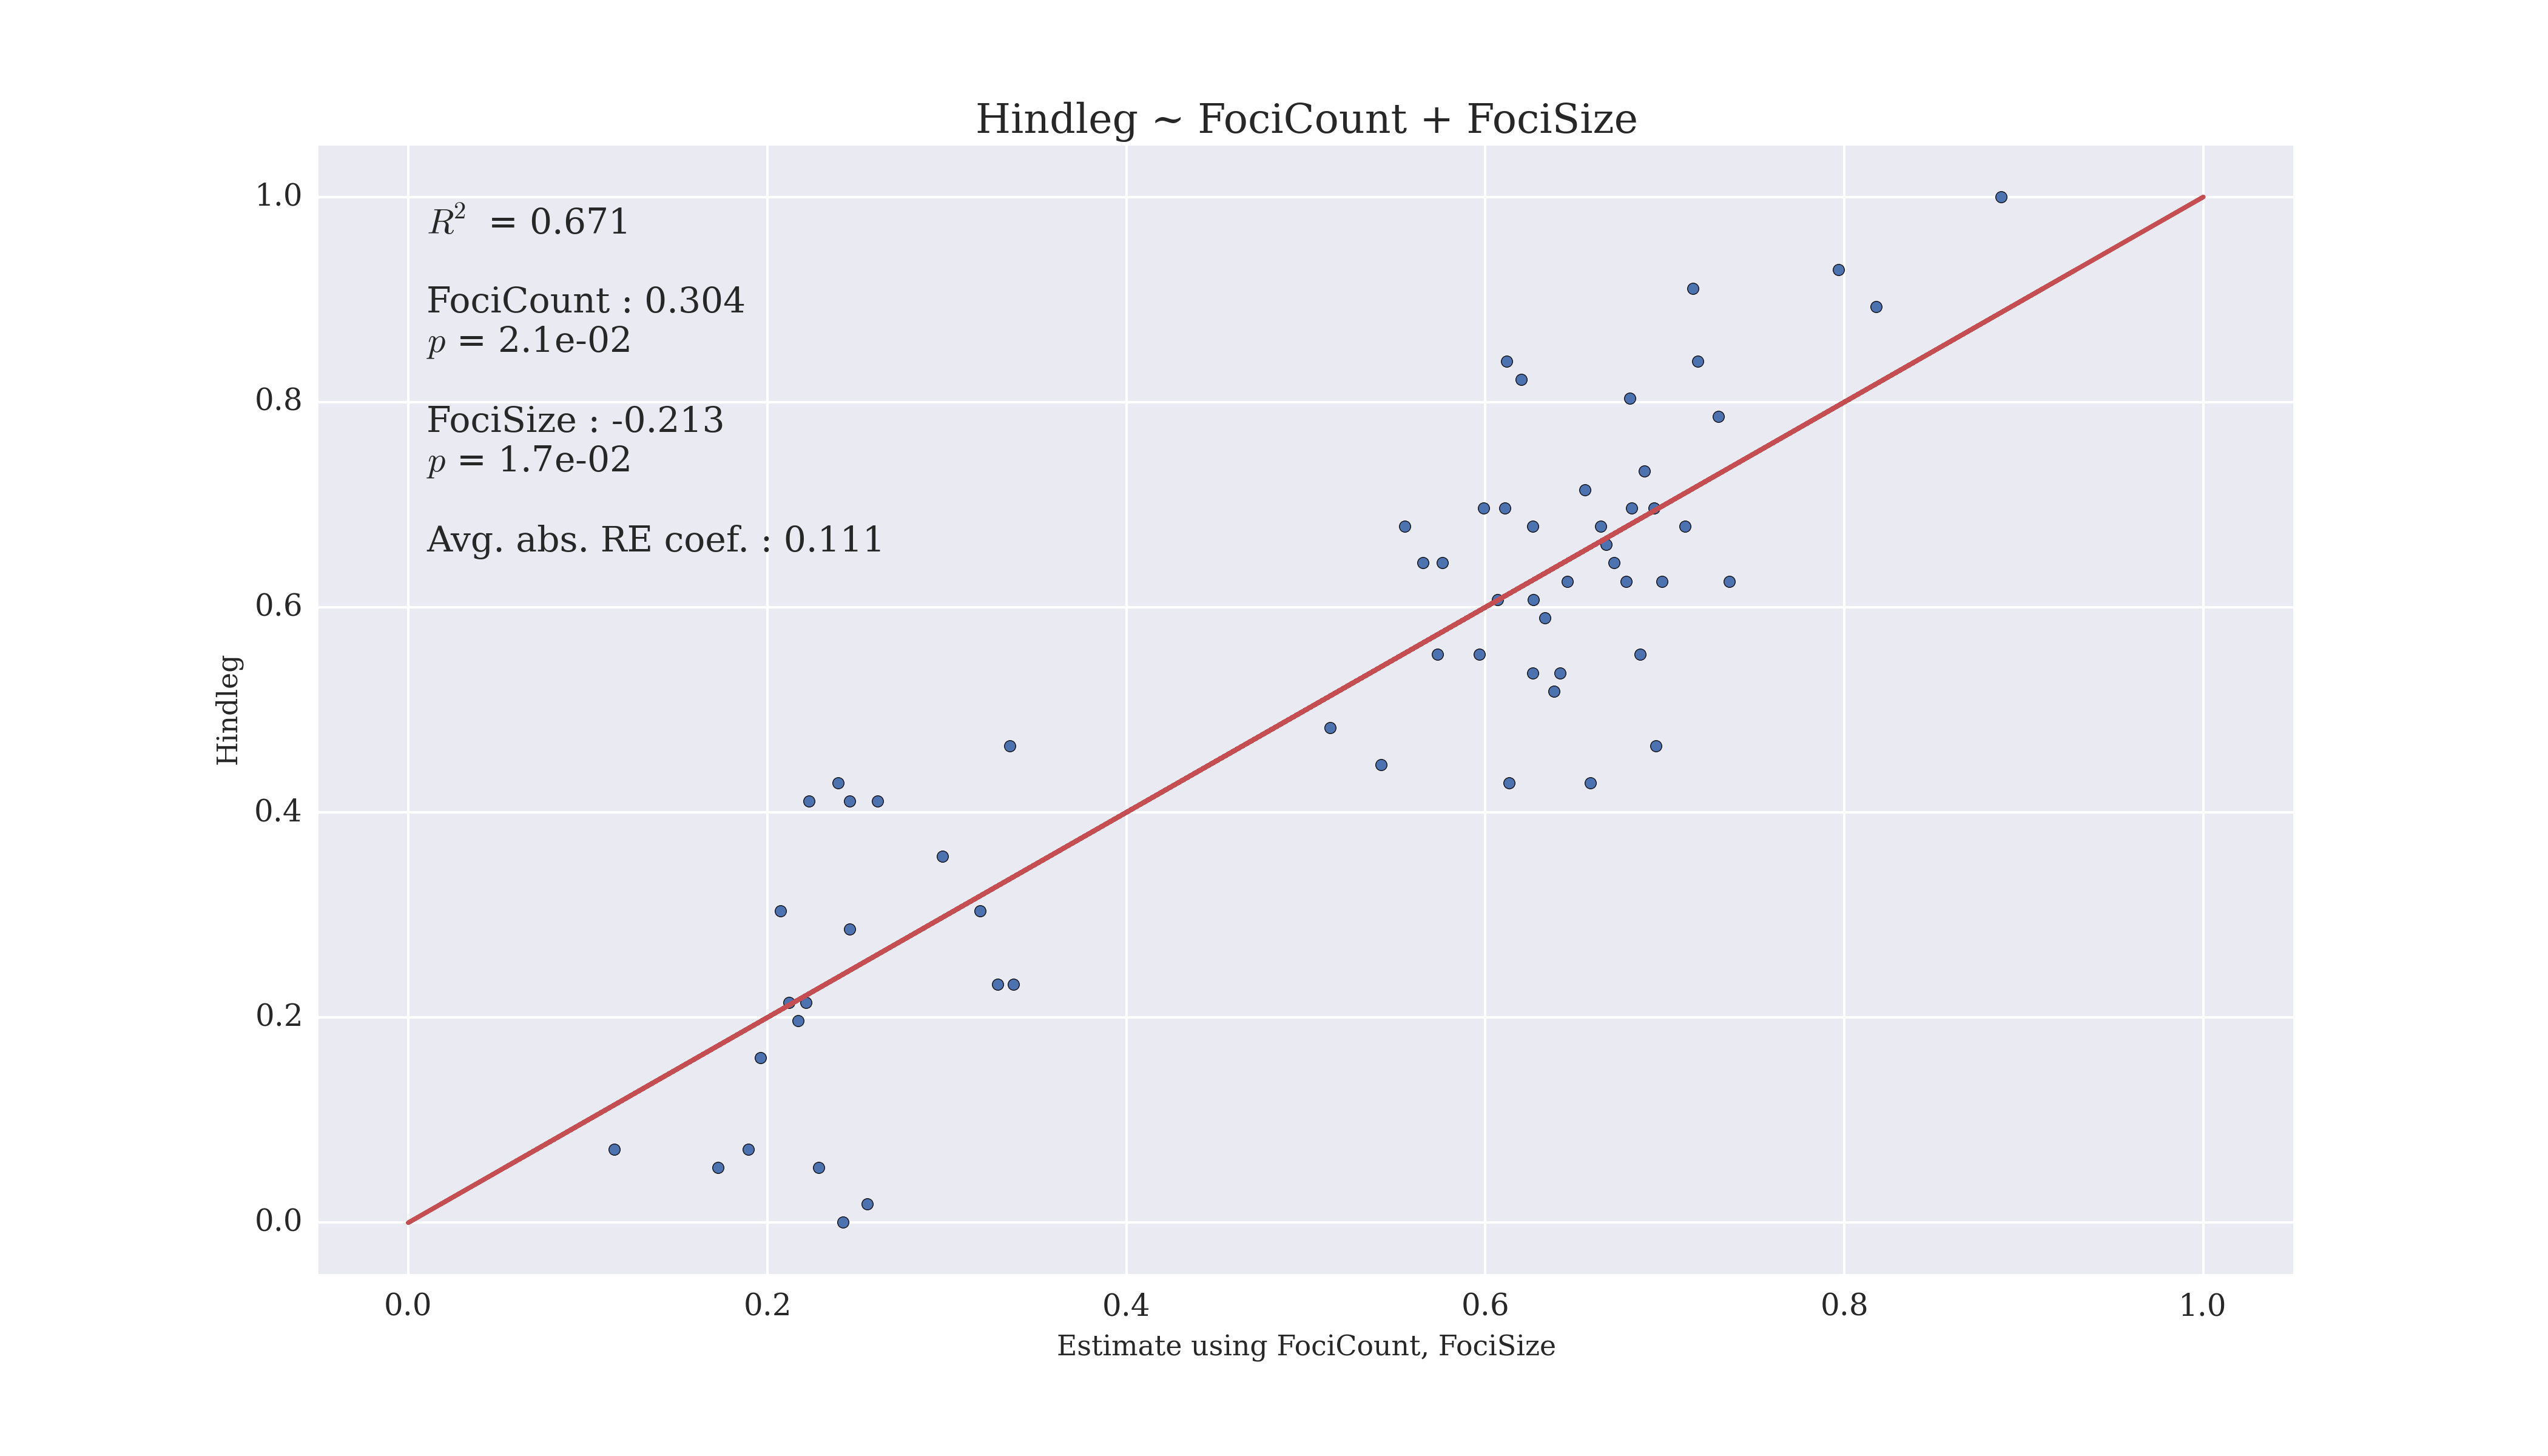 Hindleg ~ FociCount + FociSize
1.0
R² = 0.671
FociCount : 0.304
p = 2.1e-02
0.8
FociSize : -0.213
p = 1.7e-02
Avg. abs. RE coef. : 0.111
0.6
Hindleg
0.4
0.2
0.0
0.0 0.2 0.4 0.6 0.8 1.0
Estimate using FociCount, FociSize